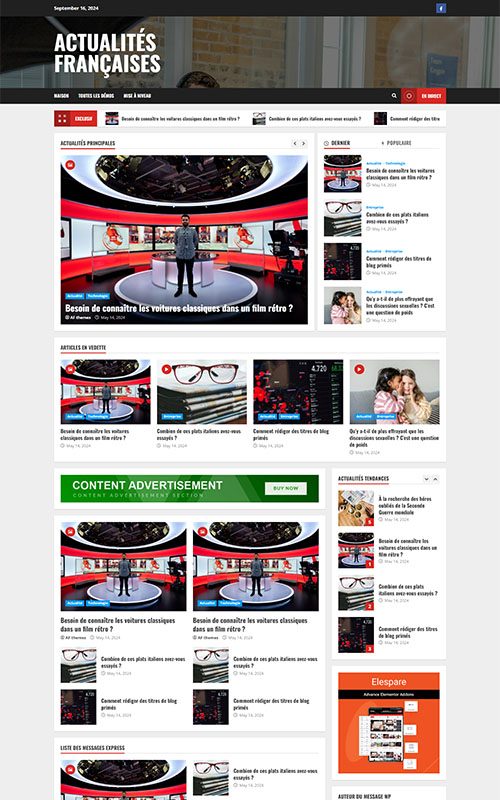 September 16, 2024
ACTUALITÉS
FRANÇAISES
MAISON
TOUTES LES DÉMOS
MISE À NIVEAU
EN DIRECT
EXCLUSIF
Besoin de connaître les voitures classiques dans un film rétro ?
Combien de ces plats italiens avez-vous essayés ?
Comment rédiger des titre
ACTUALITÉS PRINCIPALES
Actualité
Technologie
Besoin de connaître les voitures classiques dans un film rétro ?
AF themes
May 14, 2024
DERNIER
POPULAIRE
Actualité
Technologie
Besoin de connaître les voitures
classiques dans un film rétro ?
May 14, 2024
Entreprise
Combien de ces plats italiens
avez-vous essayés ?
May 14, 2024
Actualité
Entreprise
Comment rédiger des titres de
blog primés
May 14, 2024
Actualité
Entreprise
Qu'y a-t-il de plus effrayant que
les discussions sexuelles ? C'est
une question de poids
May 14, 2024
ARTICLES EN VEDETTE
Actualité
Technologie
Besoin de connaître les voitures
classiques dans un film rétro ?
May 14, 2024
Entreprise
Combien de ces plats italiens avez-vous
essayés ?
May 14, 2024
4.720
Actualité
Entreprise
Comment rédiger des titres de blog
primés
May 14, 2024
Actualité
Entreprise
Qu'y a-t-il de plus effrayant que les
discussions sexuelles ? C'est une question
de poids
May 14, 2024
CONTENT ADVERTISEMENT
CONTENT ADVERTISEMENT SECTION
BUY NOW
ACTUALITÉS TENDANCES
À la recherche des héros
oubliés de la Seconde
Guerre mondiale
May 14, 2024
5
Besoin de connaître les
voitures classiques dans un
film rétro ?
May 14, 2024
1
Combien de ces plats
italiens avez-vous essayés ?
May 14, 2024
2
Comment rédiger des titres
de blog primés
May 14, 2024
3
Actualité
Technologie
Besoin de connaître les voitures classiques
dans un film rétro ?
AF themes
May 14, 2024
Combien de ces plats italiens avez-vous
essayés ?
May 14, 2024
Comment rédiger des titres de blog
primés
May 14, 2024
Actualité
Technologie
Besoin de connaître les voitures classiques
dans un film rétro ?
AF themes
May 14, 2024
Combien de ces plats italiens avez-vous
essayés ?
May 14, 2024
Comment rédiger des titres de blog
primés
May 14, 2024
Elespare
Advance Elementor Addons
LISTE DES MESSAGES EXPRESS
Combien de ces plats italiens avez-vous
essayés ?
May 14, 2024
AUTEUR DU MESSAGE WP